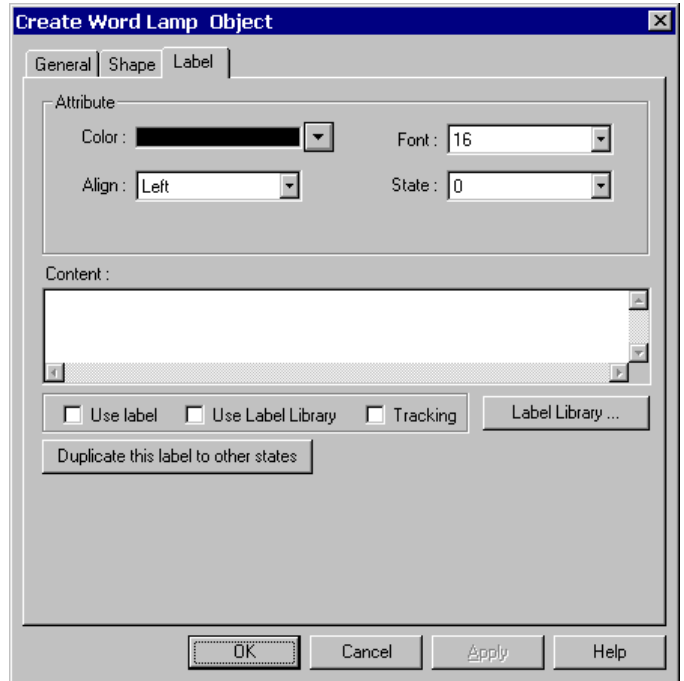 Create Word Lamp Object
General Shape Label
Attribute
Color : Font : 16
Align : Left State : 0
Content :
Use label Use Label Library Tracking Label Library ...
Duplicate this label to other states
OK Cancel Apply Help